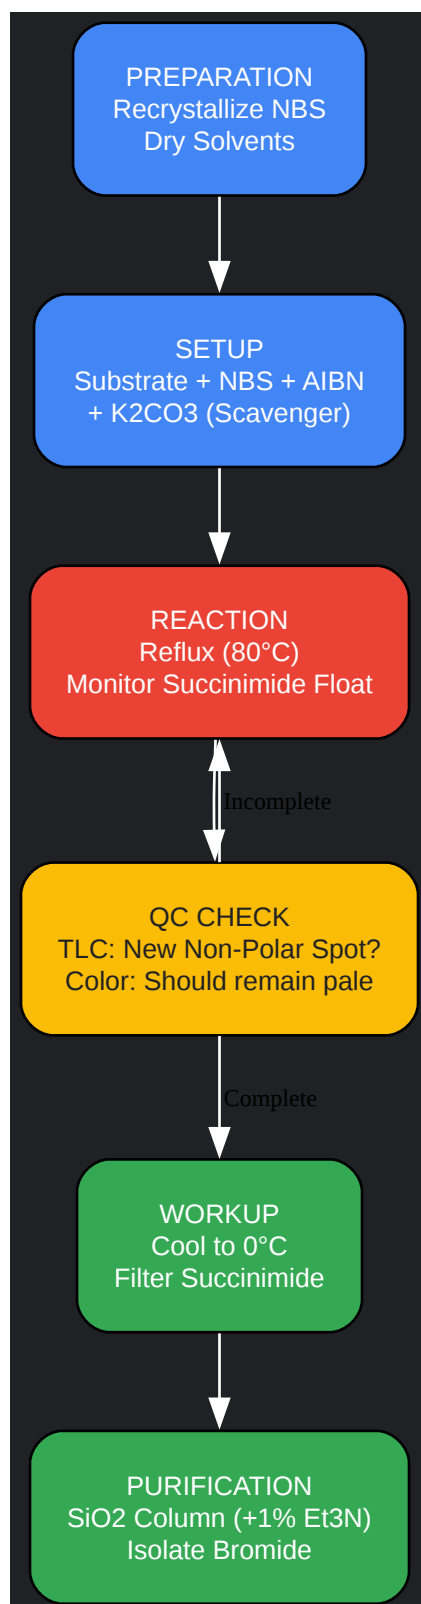 PREPARATION
Recrystallize NBS
Dry Solvents
SETUP
Substrate + NBS + AIBN
+ K2CO3 (Scavenger)
REACTION
Reflux (80°C)
Monitor Succinimide Float
Incomplete
QC CHECK
TLC: New Non-Polar Spot?
Color: Should remain pale
Complete
WORKUP
Cool to 0°C
Filter Succinimide
PURIFICATION
SiO2 Column (+1% Et3N)
Isolate Bromide